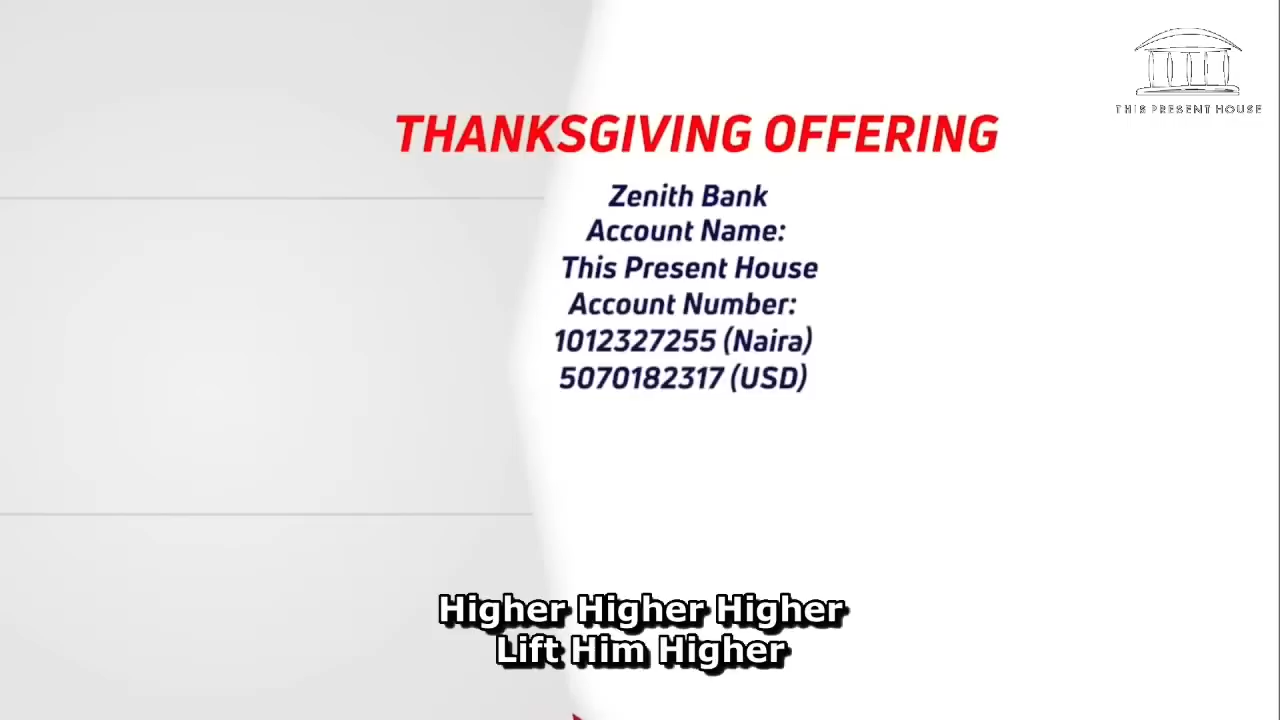 THIS PRESENT HOUSE
THANKSGIVING OFFERING
Zenith Bank
Account Name:
This Present House
Account Number:
1012327255 (Naira)
5070182317 (USD)
Higher Higher Higher
Lift Him Higher